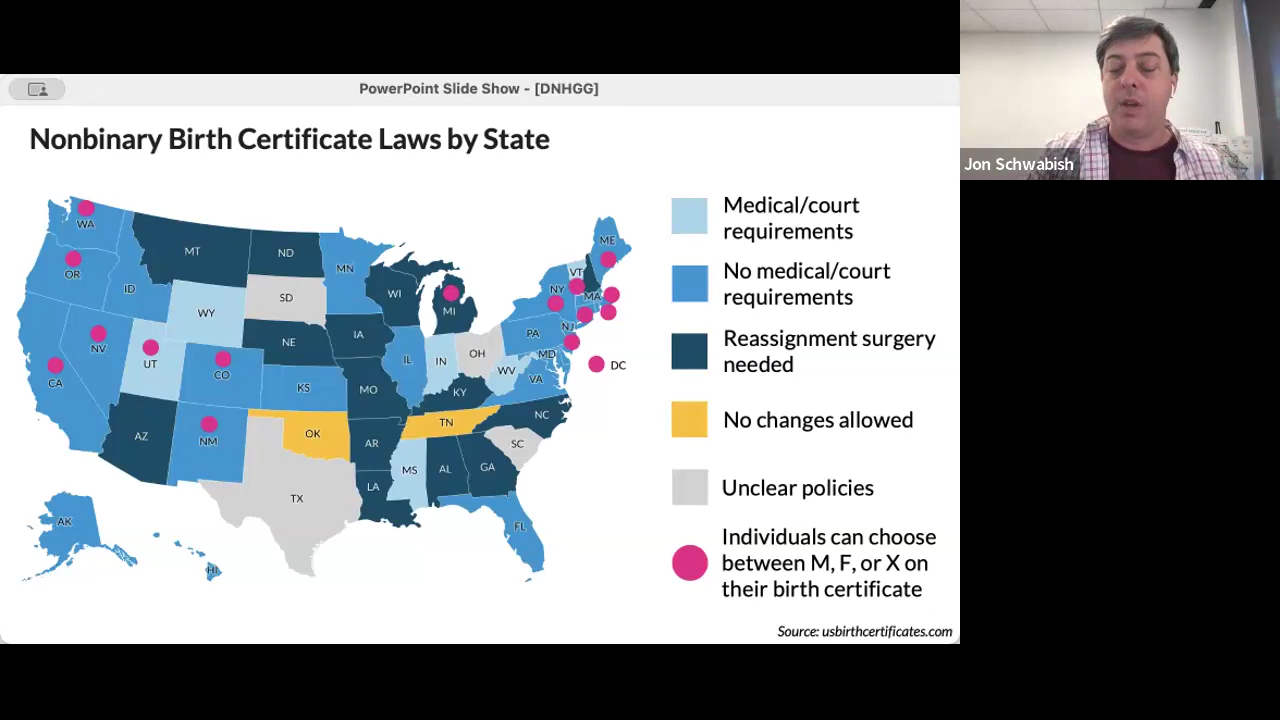 PowerPoint Slide Show - [DNHGG]
Jon Schwabish
Nonbinary Birth Certificate Laws by State
WA
OR
CA
NV
ID
MT
WY
UT
CO
AZ
NM
ND
SD
NE
KS
OK
TX
MN
IA
MO
AR
LA
WI
IL
MI
IN
OH
KY
TN
MS
AL
GA
FL
SC
NC
VA
WV
MD
DC
PA
NJ
NY
VT
MA
ME
AK
HI
Medical/court
requirements
No medical/court
requirements
Reassignment surgery
needed
No changes allowed
Unclear policies
Individuals can choose
between M, F, or X on
their birth certificate
Source: usbirthcertificates.com